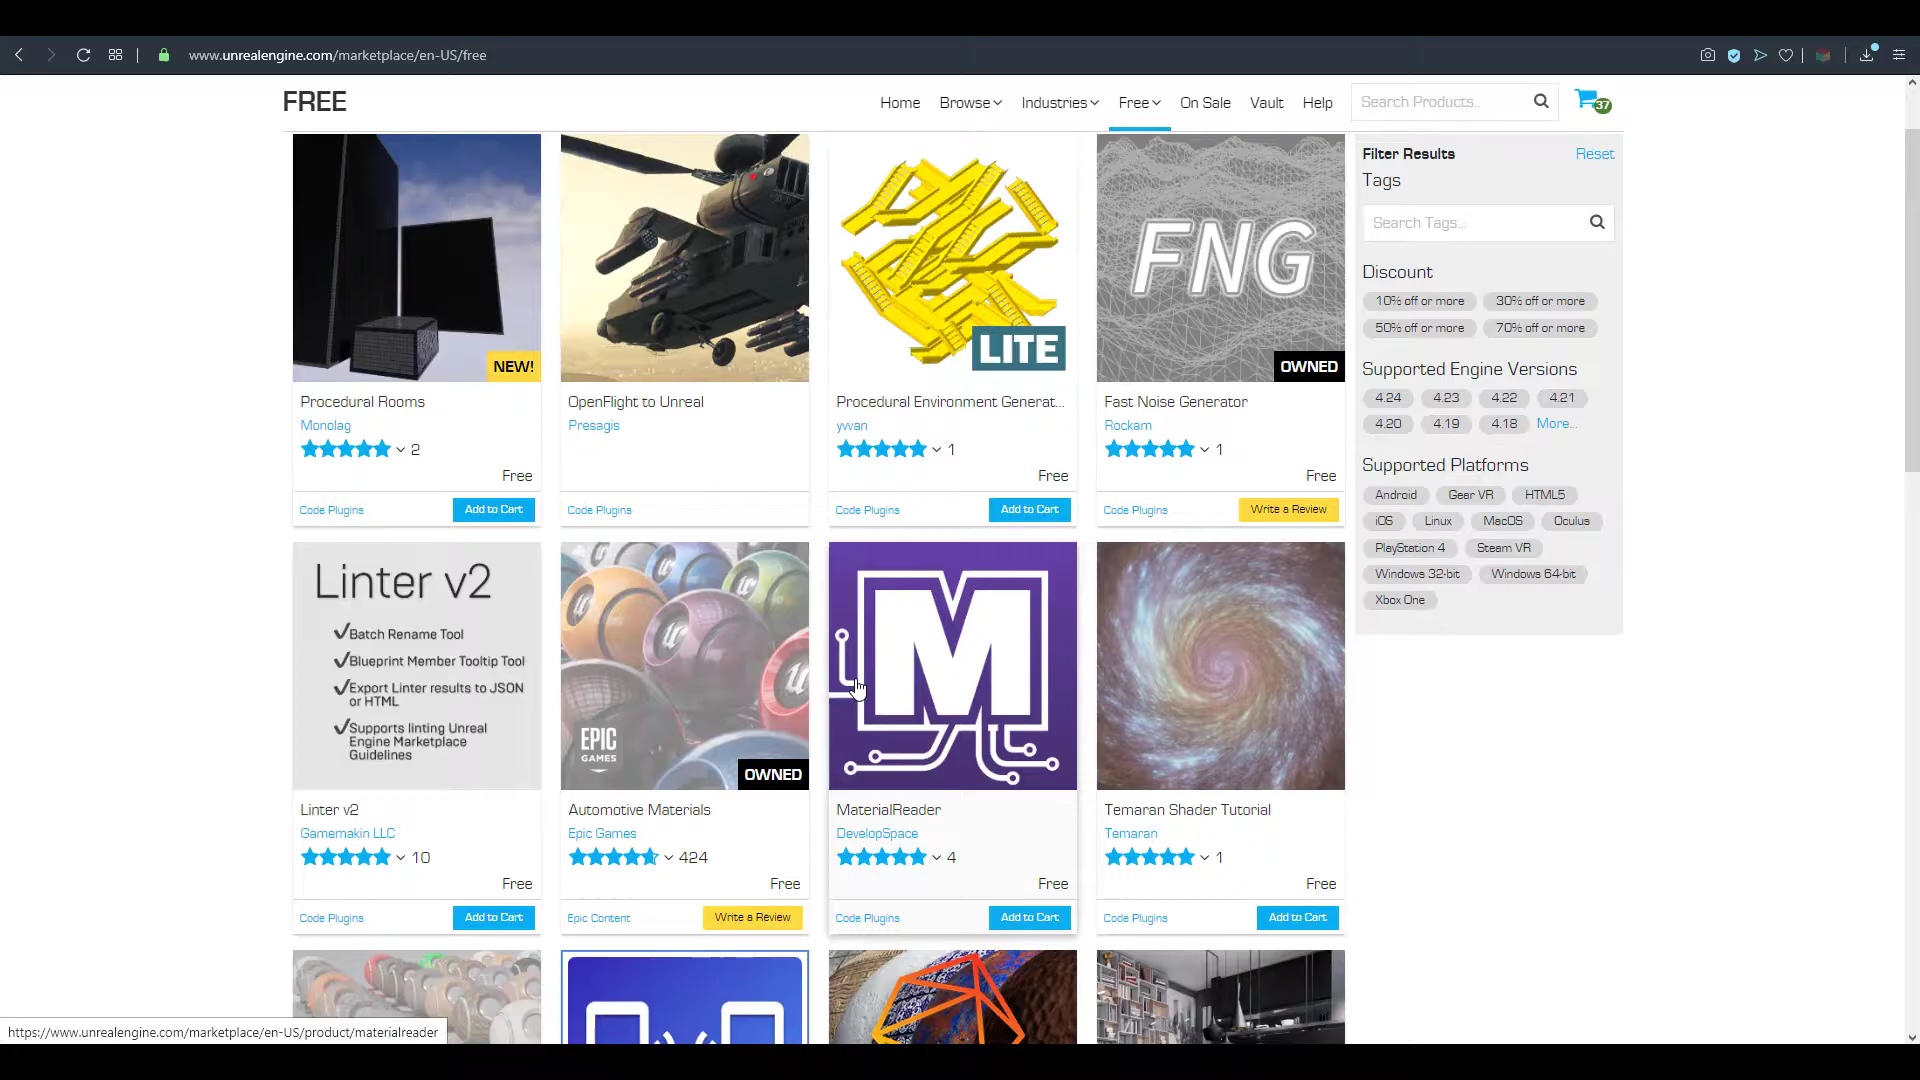 www.unrealengine.com/marketplace/en-US/free
FREE
Home
Browse
Industries
Free
On Sale
Vault
Help
Search Products..
37
NEW!
LITE
FNG
OWNED
Procedural Rooms
Monolag
2
Free
Code Plugins
Add to Cart
OpenFlight to Unreal
Presagis
Code Plugins
Procedural Environment Generat...
yvvan
1
Free
Code Plugins
Add to Cart
Fast Noise Generator
Rockam
1
Free
Code Plugins
Write a Review
Linter v2
Batch Rename Tool
Blueprint Member Tooltip Tool
Export Linter results to JSON
or HTML
Supports linting Unreal
Engine Marketplace
Guidelines
EPIC
GAMES
OWNED
M
Linter v2
Gamemakin LLC
10
Free
Code Plugins
Add to Cart
Automotive Materials
Epic Games
424
Free
Epic Content
Write a Review
MaterialReader
DevelopSpace
4
Free
Code Plugins
Add to Cart
Temaran Shader Tutorial
Temaran
1
Free
Code Plugins
Add to Cart
Filter Results
Reset
Tags
Search Tags...
Discount
10% off or more
30% off or more
50% off or more
70% off or more
Supported Engine Versions
4.24
4.23
4.22
4.21
4.20
4.19
4.18
More...
Supported Platforms
Android
Gear VR
HTML5
iOS
Linux
MacOS
Oculus
PlayStation 4
Steam VR
Windows 32-bit
Windows 64-bit
Xbox One
https://www.unrealengine.com/marketplace/en-US/product/materialreader